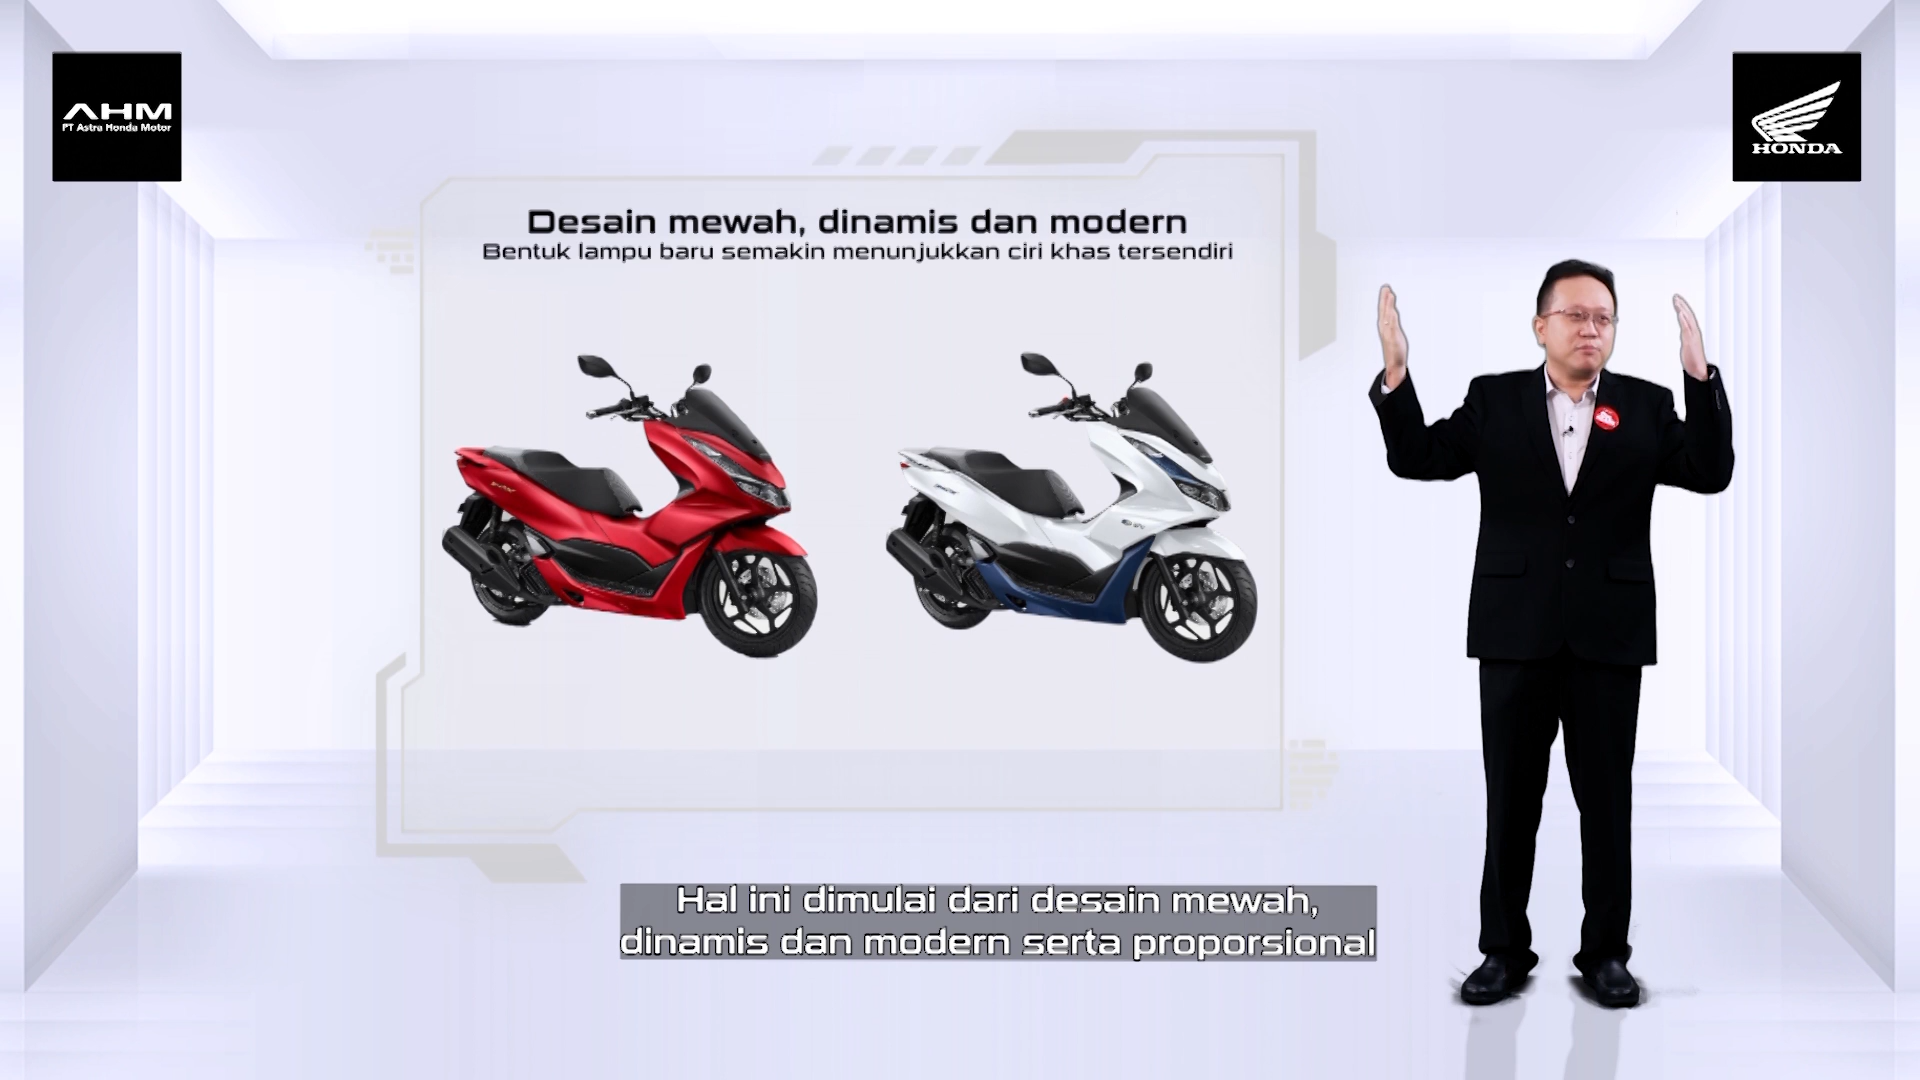 AHM
PT Astra Honda Motor
HONDA
Desain mewah, dinamis dan modern
Bentuk lampu baru semakin menunjukkan ciri khas tersendiri
Hal ini dimulai dari desain mewah,
dinamis dan modern serta proporsional